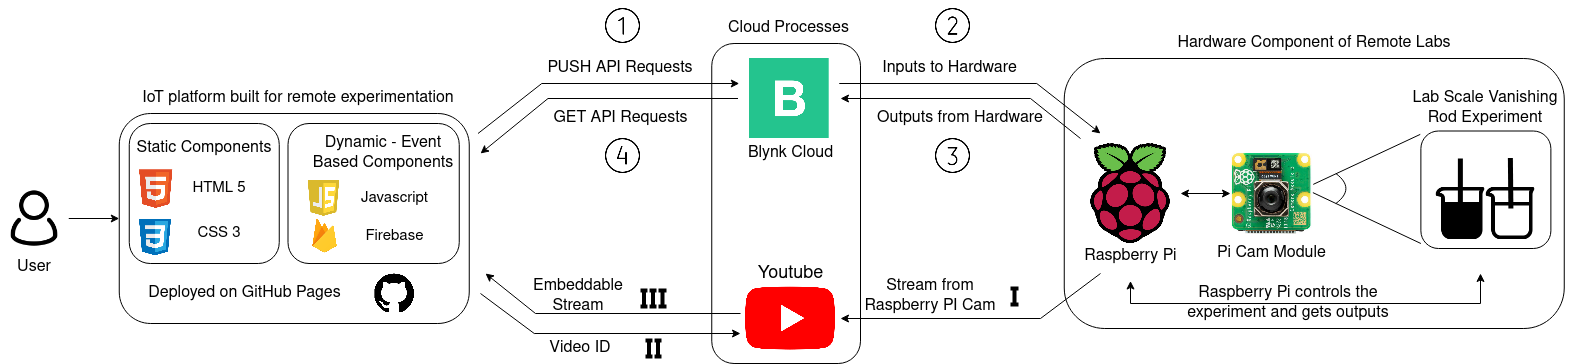 1
2
Cloud Processes
Hardware Component of Remote Labs
PUSH API Requests
Inputs to Hardware
IoT platform built for remote experimentation
B
Lab Scale Vanishing
Rod Experiment
GET API Requests
Outputs from Hardware
Static Components
Dynamic - Event
Based Components
4
Blynk Cloud
3
5
HTML 5
JS
Javascript
3
CSS 3
Firebase
User
Raspberry Pi
Pi Cam Module
Deployed on GitHub Pages
Youtube
Embeddable
Stream
III
Stream from
Raspberry PI Cam
I
Raspberry Pi controls the
experiment and gets outputs
Video ID
II